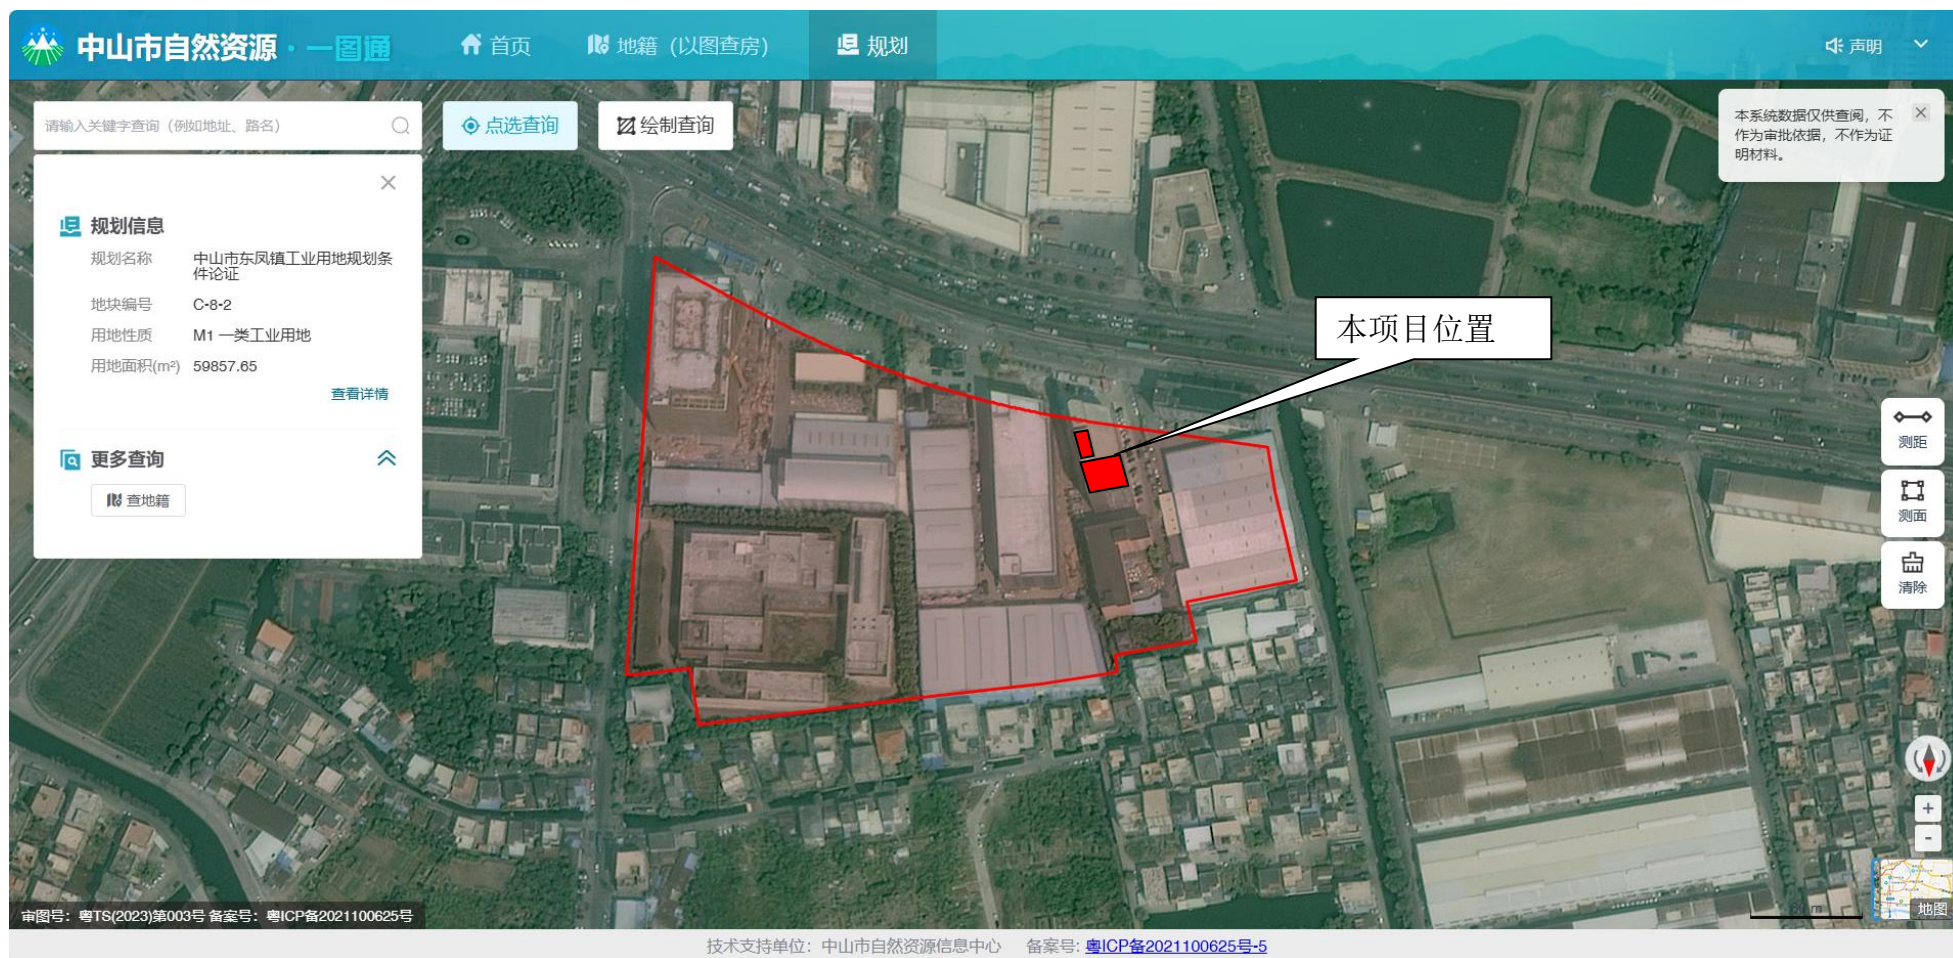 中山市自然资源·一图通
首页
地籍（以图查房）
规划
声明
请输入关键字查询（例如地址、路名）
点选查询
绘制查询
本系统数据仅供查阅，不
作为审批依据，不作为证
明材料。
规划信息
规划名称 中山市东凤镇工业用地规划条
件论证
地块编号 C-8-2
用地性质 M1 一类工业用地
用地面积(m²) 59857.65
查看详情
更多查询
查地籍
本项目位置
测距
测面
清除
+
-
地图
审图号：粤TS(2023)第003号 备案号：粤ICP备2021100625号
技术支持单位：中山市自然资源信息中心 备案号: 粤ICP备2021100625号-5